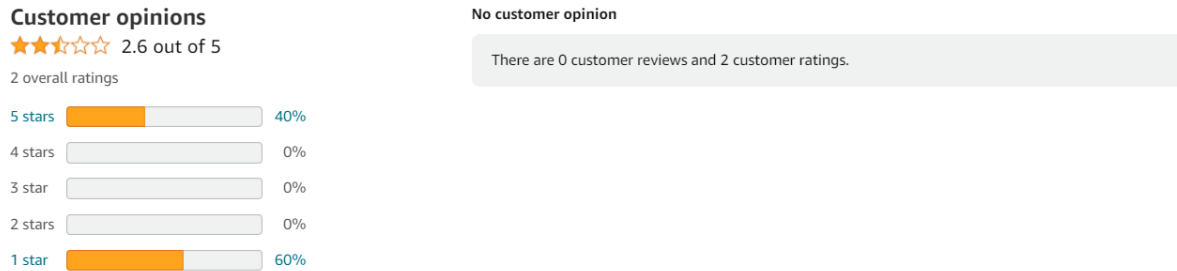 Customer opinions
2.6 out of 5
2 overall ratings
5 stars 40%
4 stars 0%
3 star 0%
2 stars 0%
1 star 60%
No customer opinion
There are 0 customer reviews and 2 customer ratings.